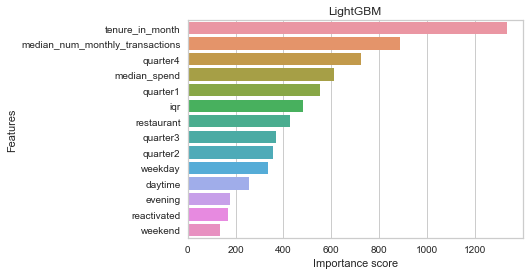 LightGBM
Features
tenure_in_month
median_num_monthly_transactions
quarter4
median_spend
quarter1
iqr
restaurant
quarter3
quarter2
weekday
daytime
evening
reactivated
weekend
0 200 400 600 800 1000 1200
Importance score